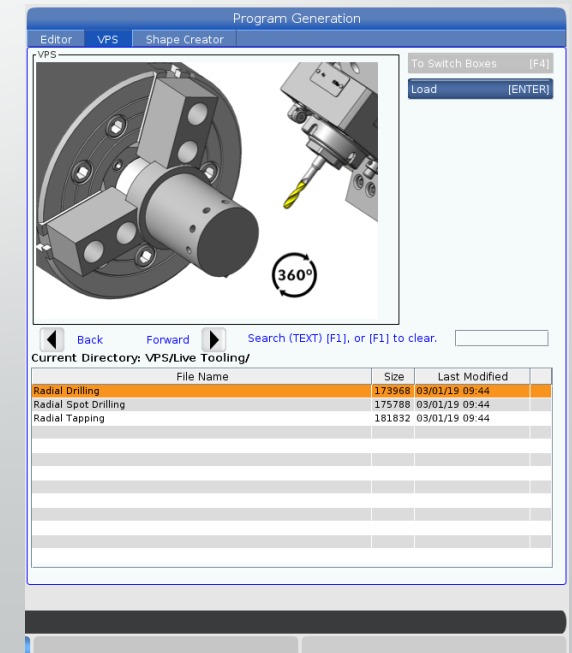 Program Generation
Editor VPS Shape Creator
VPS
To Switch Boxes [F4]
Load [ENTER]
360°
Back Forward Search (TEXT) [F1], or [F1] to clear.
Current Directory: VPS/Live Tooling/
File Name Size Last Modified
Radial Drilling 173968 03/01/19 09:44
Radial Spot Drilling 175788 03/01/19 09:44
Radial Tapping 181832 03/01/19 09:44